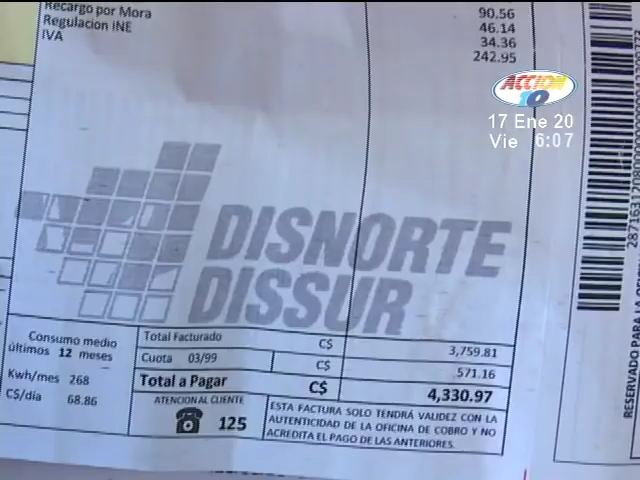 Recargo por Mora 90.56
Regulacion INE 46.14
IVA 34.36
242.95
ACCION
10
17 Ene 20
Vie 6:07
DISNORTE
DISSUR
Consumo medio
últimos 12 meses
Kwh/mes 268
C$/dia 68.86
Total Facturado C$ 3,759.81
Cuota 03/99 C$ 571.16
Total a Pagar C$ 4,330.97
ATENCION AL CLIENTE
125
ESTA FACTURA SOLO TENDRÁ VALIDEZ CON LA
AUTENTICIDAD DE LA OFICINA DE COBRO Y NO
ACREDITA EL PAGO DE LAS ANTERIORES.
RESERVADO PARA LA